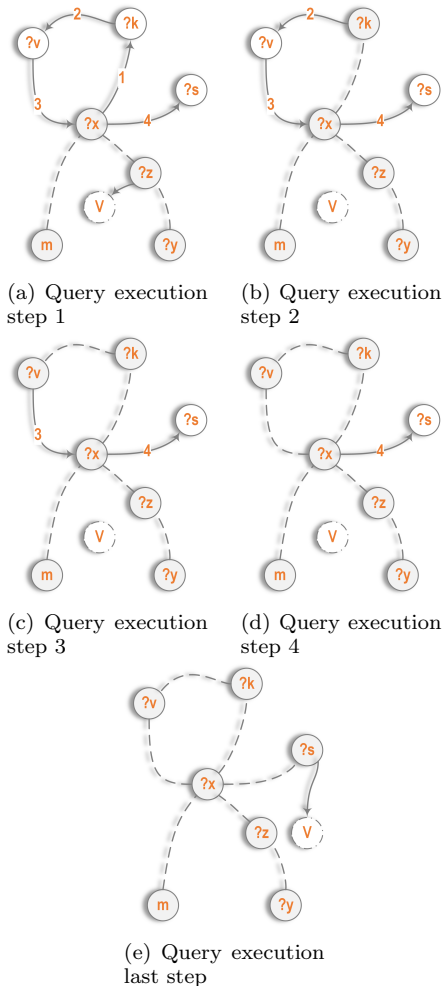 ?k
2
?v
1
3
?s
?x
4
?z
V
m
?y
(a) Query execution
step 1
?k
2
?v
3
?s
?x
4
?z
V
m
?y
(b) Query execution
step 2
?k
?v
3
?s
?x
4
?z
V
m
?y
(c) Query execution
step 3
?k
?v
?s
?x
4
?z
V
m
?y
(d) Query execution
step 4
?k
?v
?s
?x
?z
V
m
?y
(e) Query execution
last step